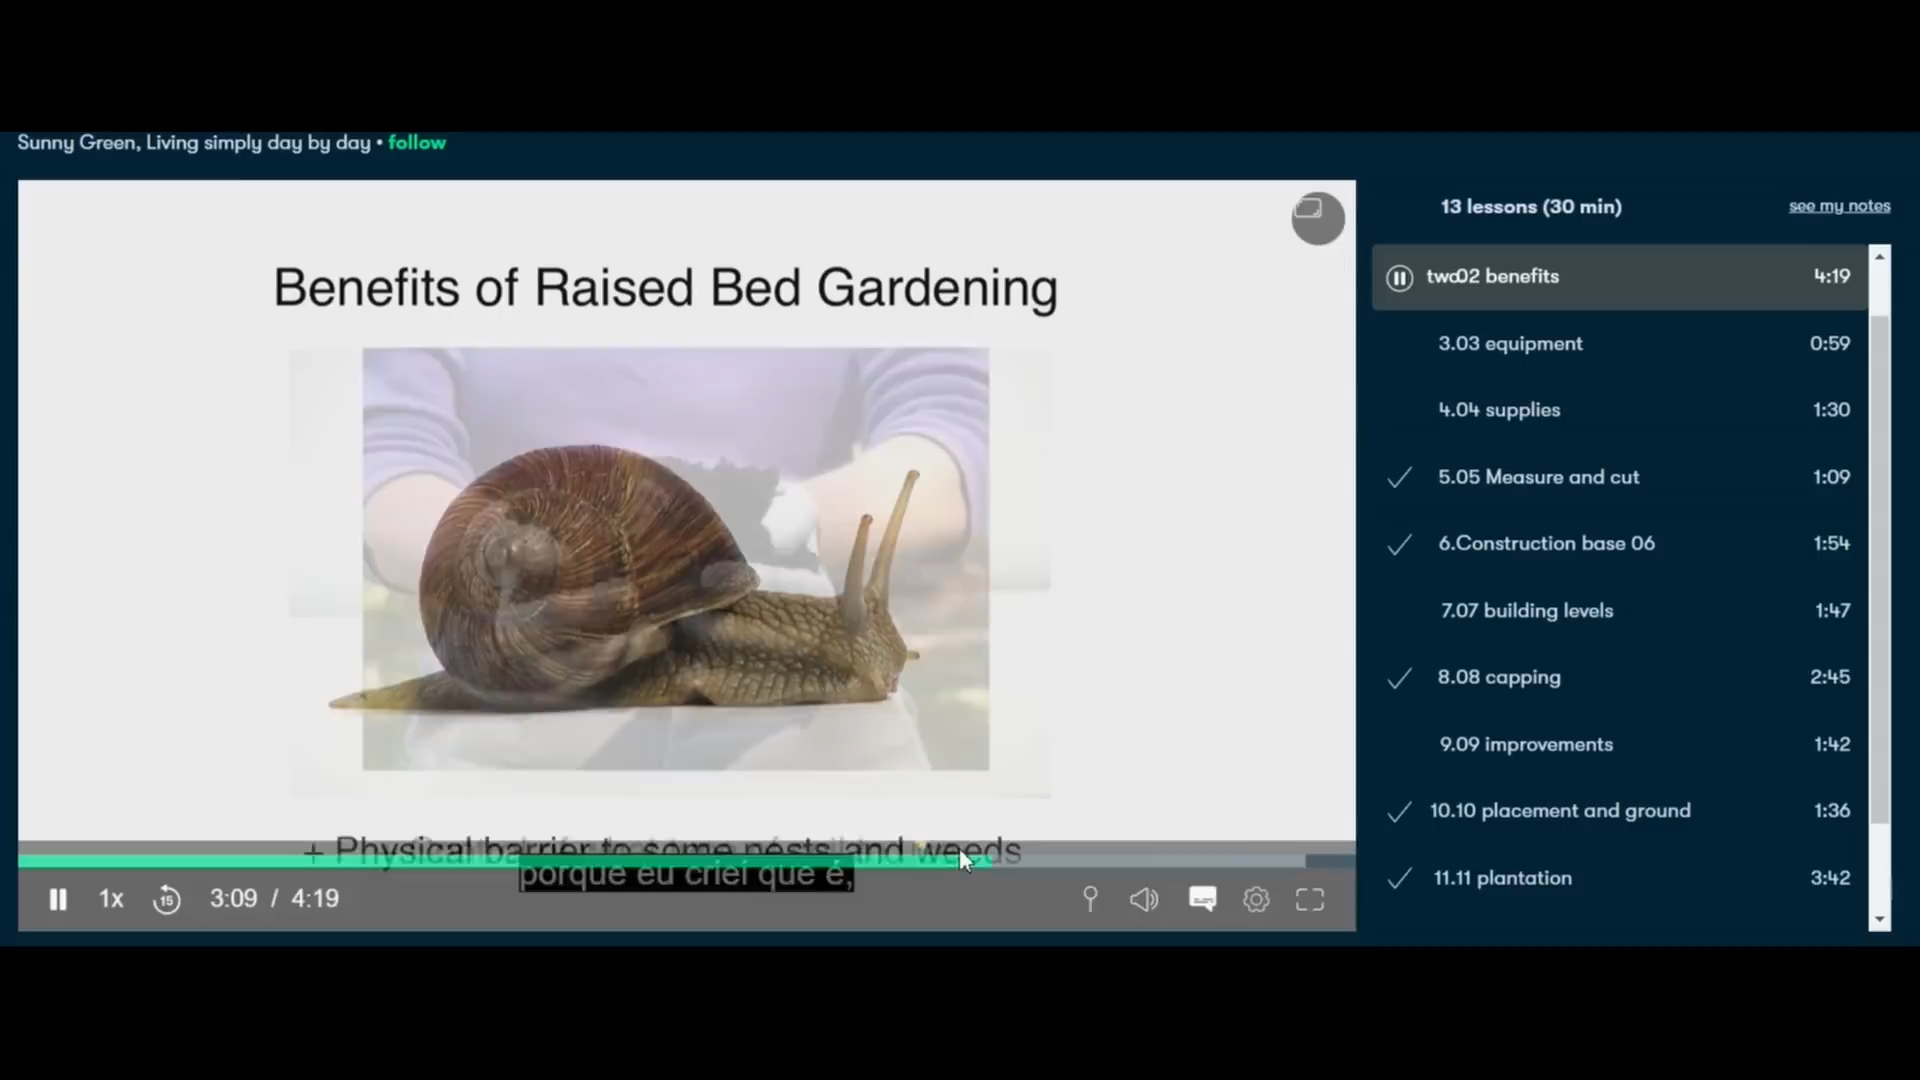 Sunny Green, Living simply day by day • follow
Benefits of Raised Bed Gardening
+ Physical barrier to some pests and weeds
porque eu criei que é,
1x
15
3:09 / 4:19
13 lessons (30 min)
see my notes
two02 benefits 4:19
3.03 equipment 0:59
4.04 supplies 1:30
5.05 Measure and cut 1:09
6.Construction base 06 1:54
7.07 building levels 1:47
8.08 capping 2:45
9.09 improvements 1:42
10.10 placement and ground 1:36
11.11 plantation 3:42